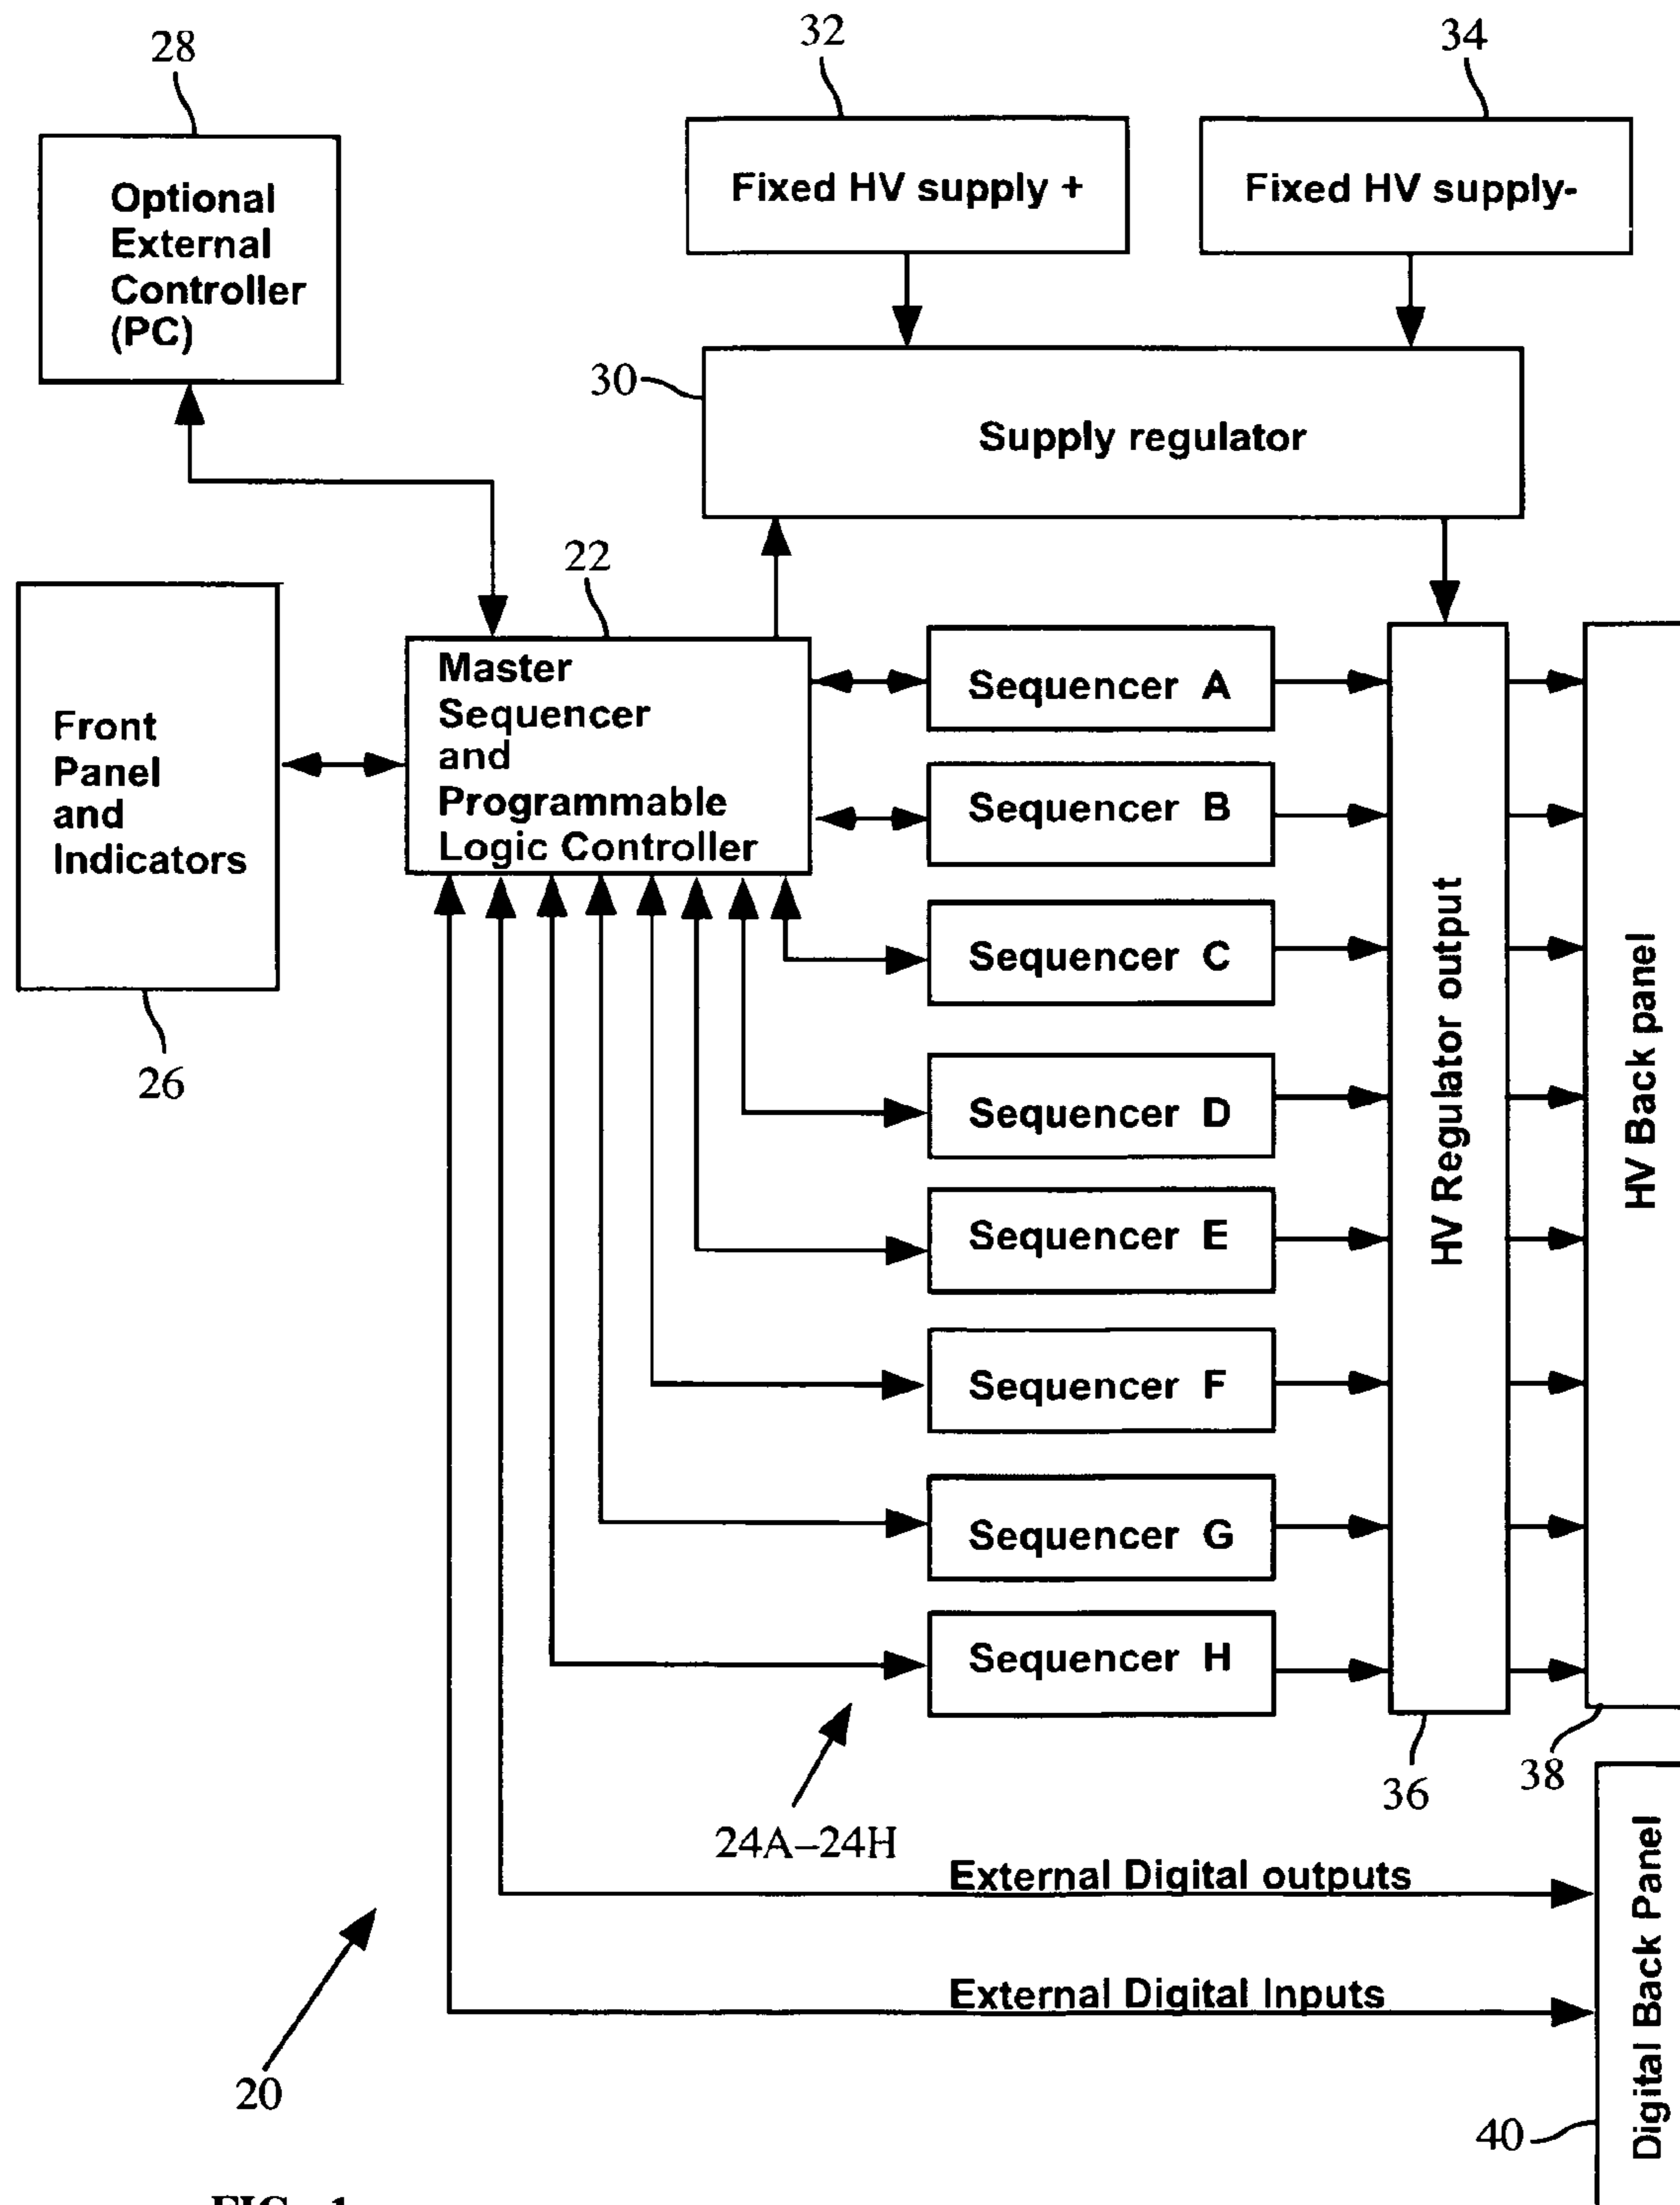 28
32
34
Optional
External
Controller
(PC)
Fixed HV supply +
Fixed HV supply-
30
Supply regulator
22
Master
Sequencer
and
Programmable
Logic Controller
Front
Panel
and
Indicators
26
Sequencer A
Sequencer B
Sequencer C
Sequencer D
Sequencer E
Sequencer F
Sequencer G
Sequencer H
HV Regulator output
HV Back panel
36
38
24A–24H
External Digital outputs
External Digital Inputs
Digital Back Panel
20
40
FIG. 1